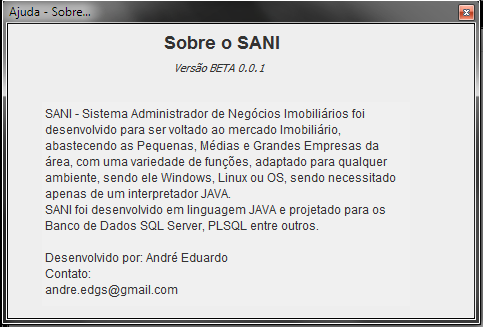 Ajuda - Sobre...
Sobre o SANI
Versão BETA 0.0.1
SANI - Sistema Administrador de Negócios Imobiliários foi
desenvolvido para ser voltado ao mercado Imobiliário,
abastecendo as Pequenas, Médias e Grandes Empresas da
área, com uma variedade de funções, adaptado para qualquer
ambiente, sendo ele Windows, Linux ou OS, sendo necessitado
apenas de um interpretador JAVA.
SANI foi desenvolvido em linguagem JAVA e projetado para os
Banco de Dados SQL Server, PLSQL entre outros.
Desenvolvido por: André Eduardo
Contato:
andre.edgs@gmail.com